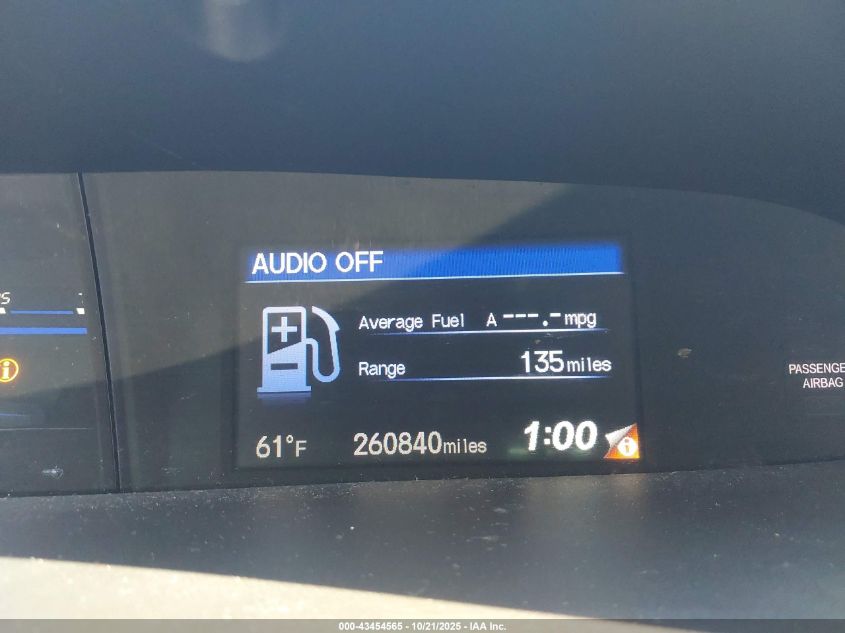 AUDIO OFF
Average Fuel A ---.- mpg
Range 135 miles
61°F 260840 miles 1:00
PASSENGE
AIRBAG
000-43454565 - 10/21/2025 - IAA Inc.